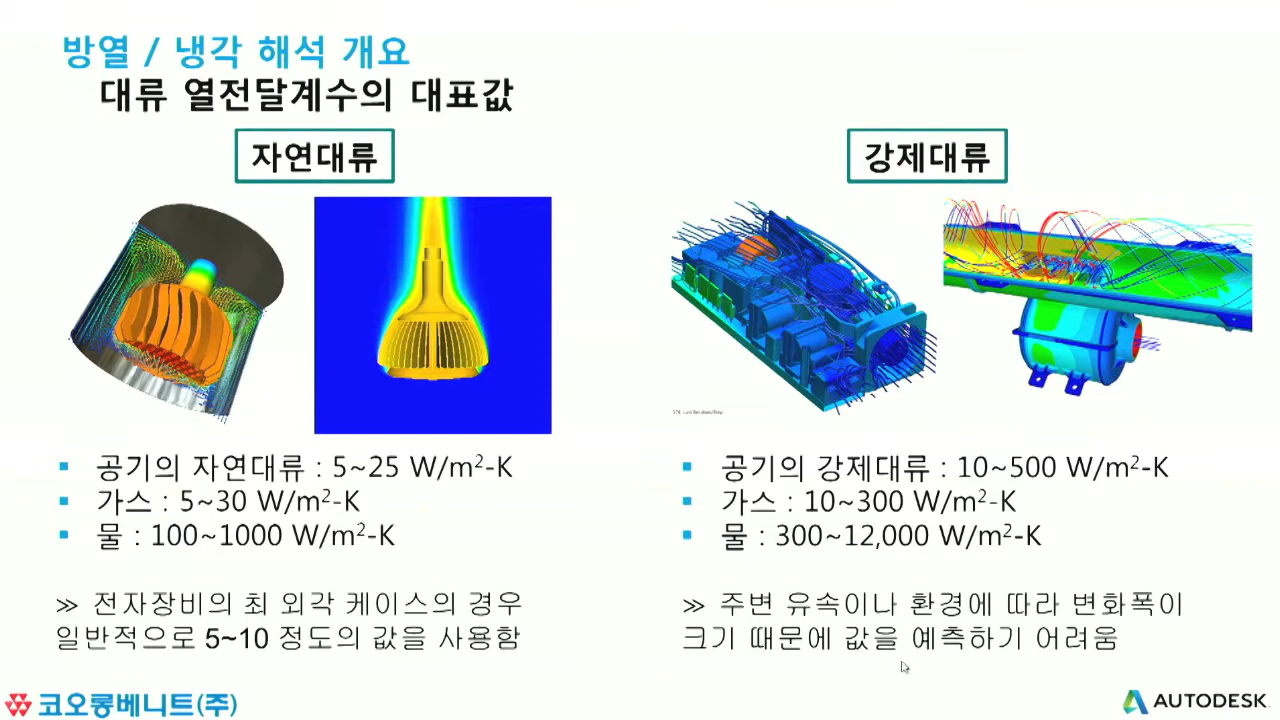 방열 / 냉각 해석 개요
대류 열전달계수의 대표값
자연대류
강제대류
▪ 공기의 자연대류 : 5~25 W/m²-K
▪ 가스 : 5~30 W/m²-K
▪ 물 : 100~1000 W/m²-K
≫ 전자장비의 최 외각 케이스의 경우
일반적으로 5~10 정도의 값을 사용함
▪ 공기의 강제대류 : 10~500 W/m²-K
▪ 가스 : 10~300 W/m²-K
▪ 물 : 300~12,000 W/m²-K
≫ 주변 유속이나 환경에 따라 변화폭이
크기 때문에 값을 예측하기 어려움
코오롱베니트(주)
AUTODESK